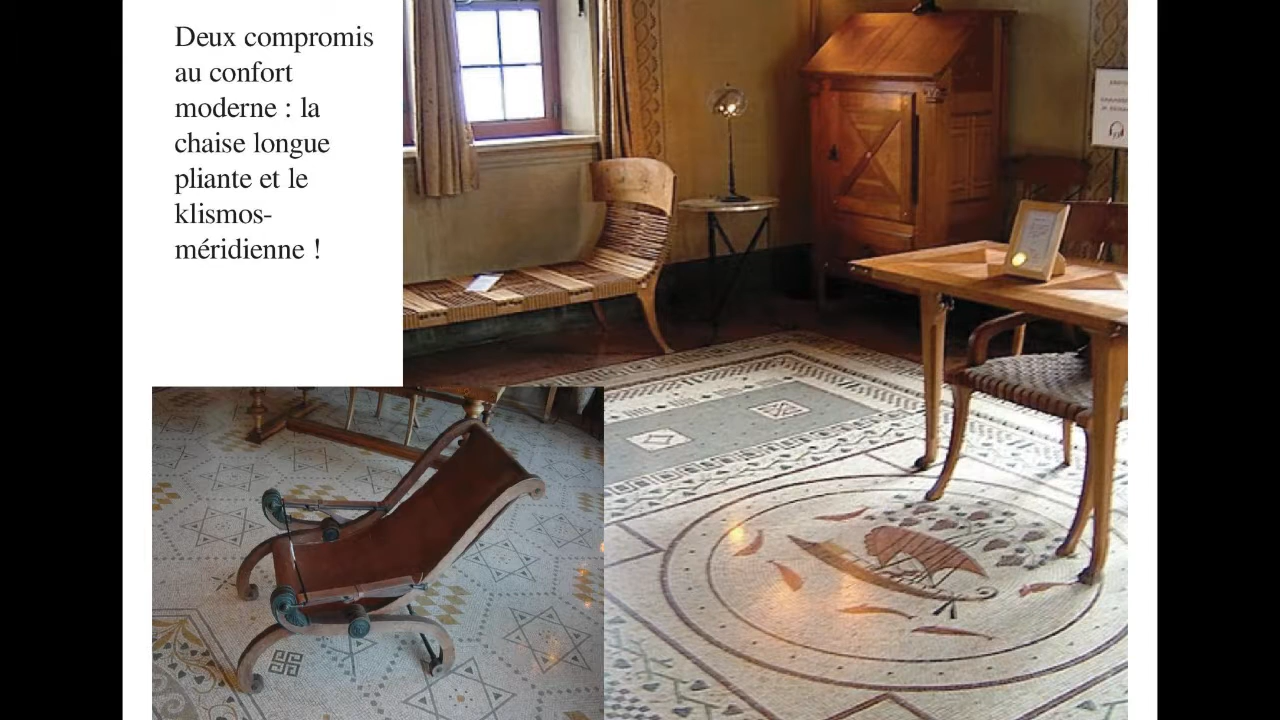 Deux compromis
au confort
moderne : la
chaise longue
pliante et le
klismos-
méridienne !